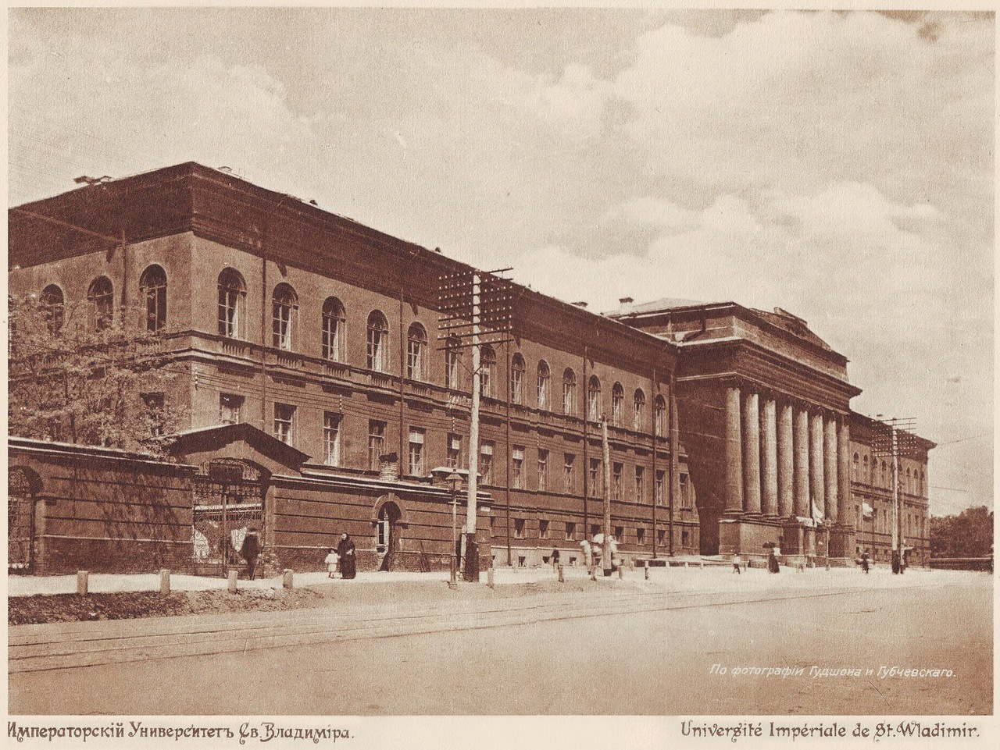 По фотографіи Гудшона и Губчевскаго.
Императорскій Университетъ Св. Владиміра.
Université Impériale de St. Wladimir.